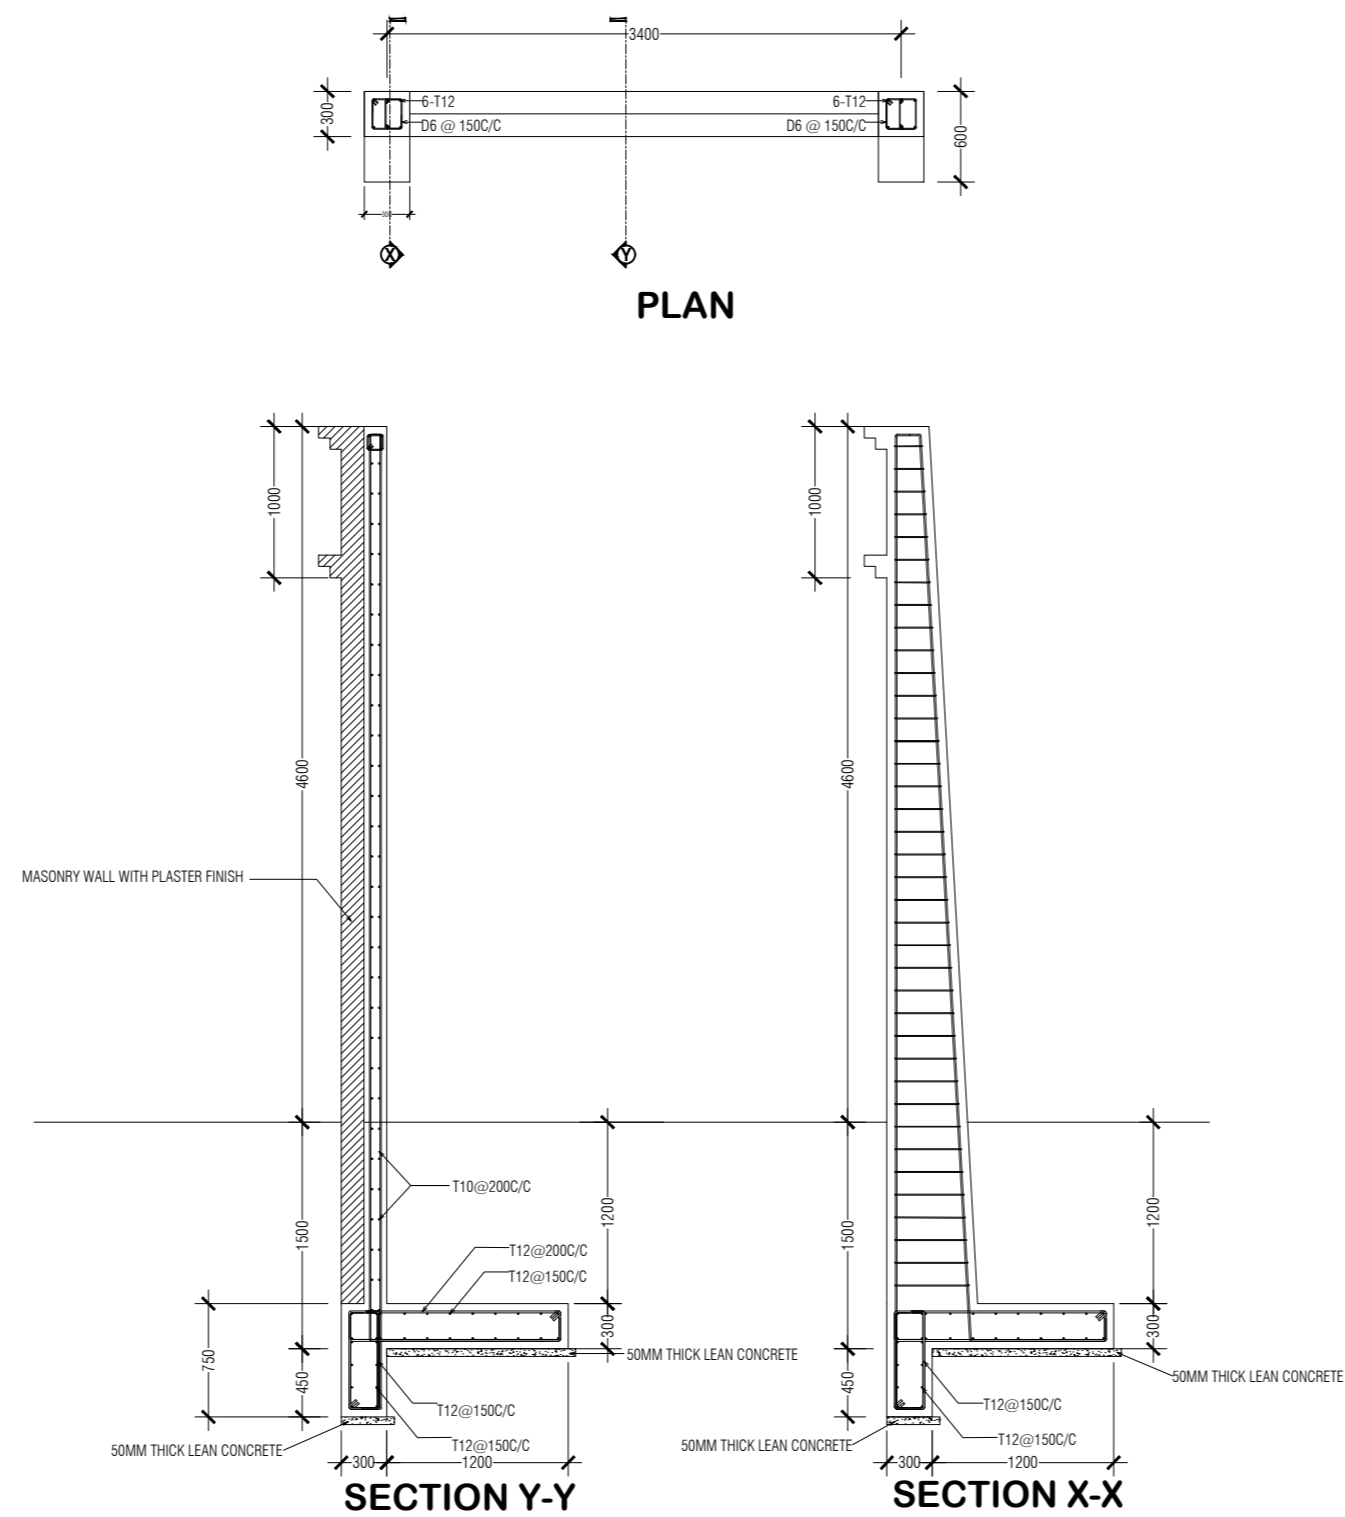 3400
300
6-T12
6-T12
D6 @ 150C/C
D6 @ 150C/C
600
300
X
Y
PLAN
1000
4600
1000
4600
MASONRY WALL WITH PLASTER FINISH
T10@200C/C
1500
1200
1500
1200
T12@200C/C
T12@150C/C
750
300
300
50MM THICK LEAN CONCRETE
50MM THICK LEAN CONCRETE
450
450
T12@150C/C
T12@150C/C
50MM THICK LEAN CONCRETE
T12@150C/C
50MM THICK LEAN CONCRETE
T12@150C/C
300
1200
300
1200
SECTION Y-Y
SECTION X-X